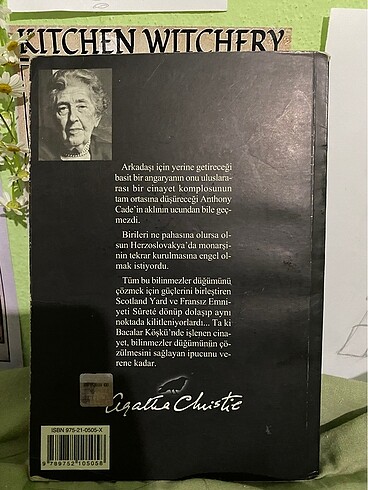 KITCHEN WITCHERY
Arkadaşı için yerine getireceği
basit bir angaryanın onu uluslara-
rası bir cinayet komplosunun
tam ortasına düşüreceği Anthony
Cade'in aklının ucundan bile geç-
mezdi.
Birileri ne pahasına olursa ol-
sun Herzoslovakya'da monarşi-
nin tekrar kurulmasına engel ol-
mak istiyordu.
Tüm bu bilinmezler düğümünü
çözmek için güçlerini birleştiren
Scotland Yard ve Fransız Emni-
yeti Sûreté dönüp dolaşıp aynı
noktada kilitleniyorlardı... Ta ki
Bacalar Köşkü'nde işlenen cina-
yet, bilinmezler düğümünün çö-
zülmesini sağlayan ipucunu ve-
rene kadar.
Agatha Christie
ISBN 975-21-0505-X
9 789752 105058